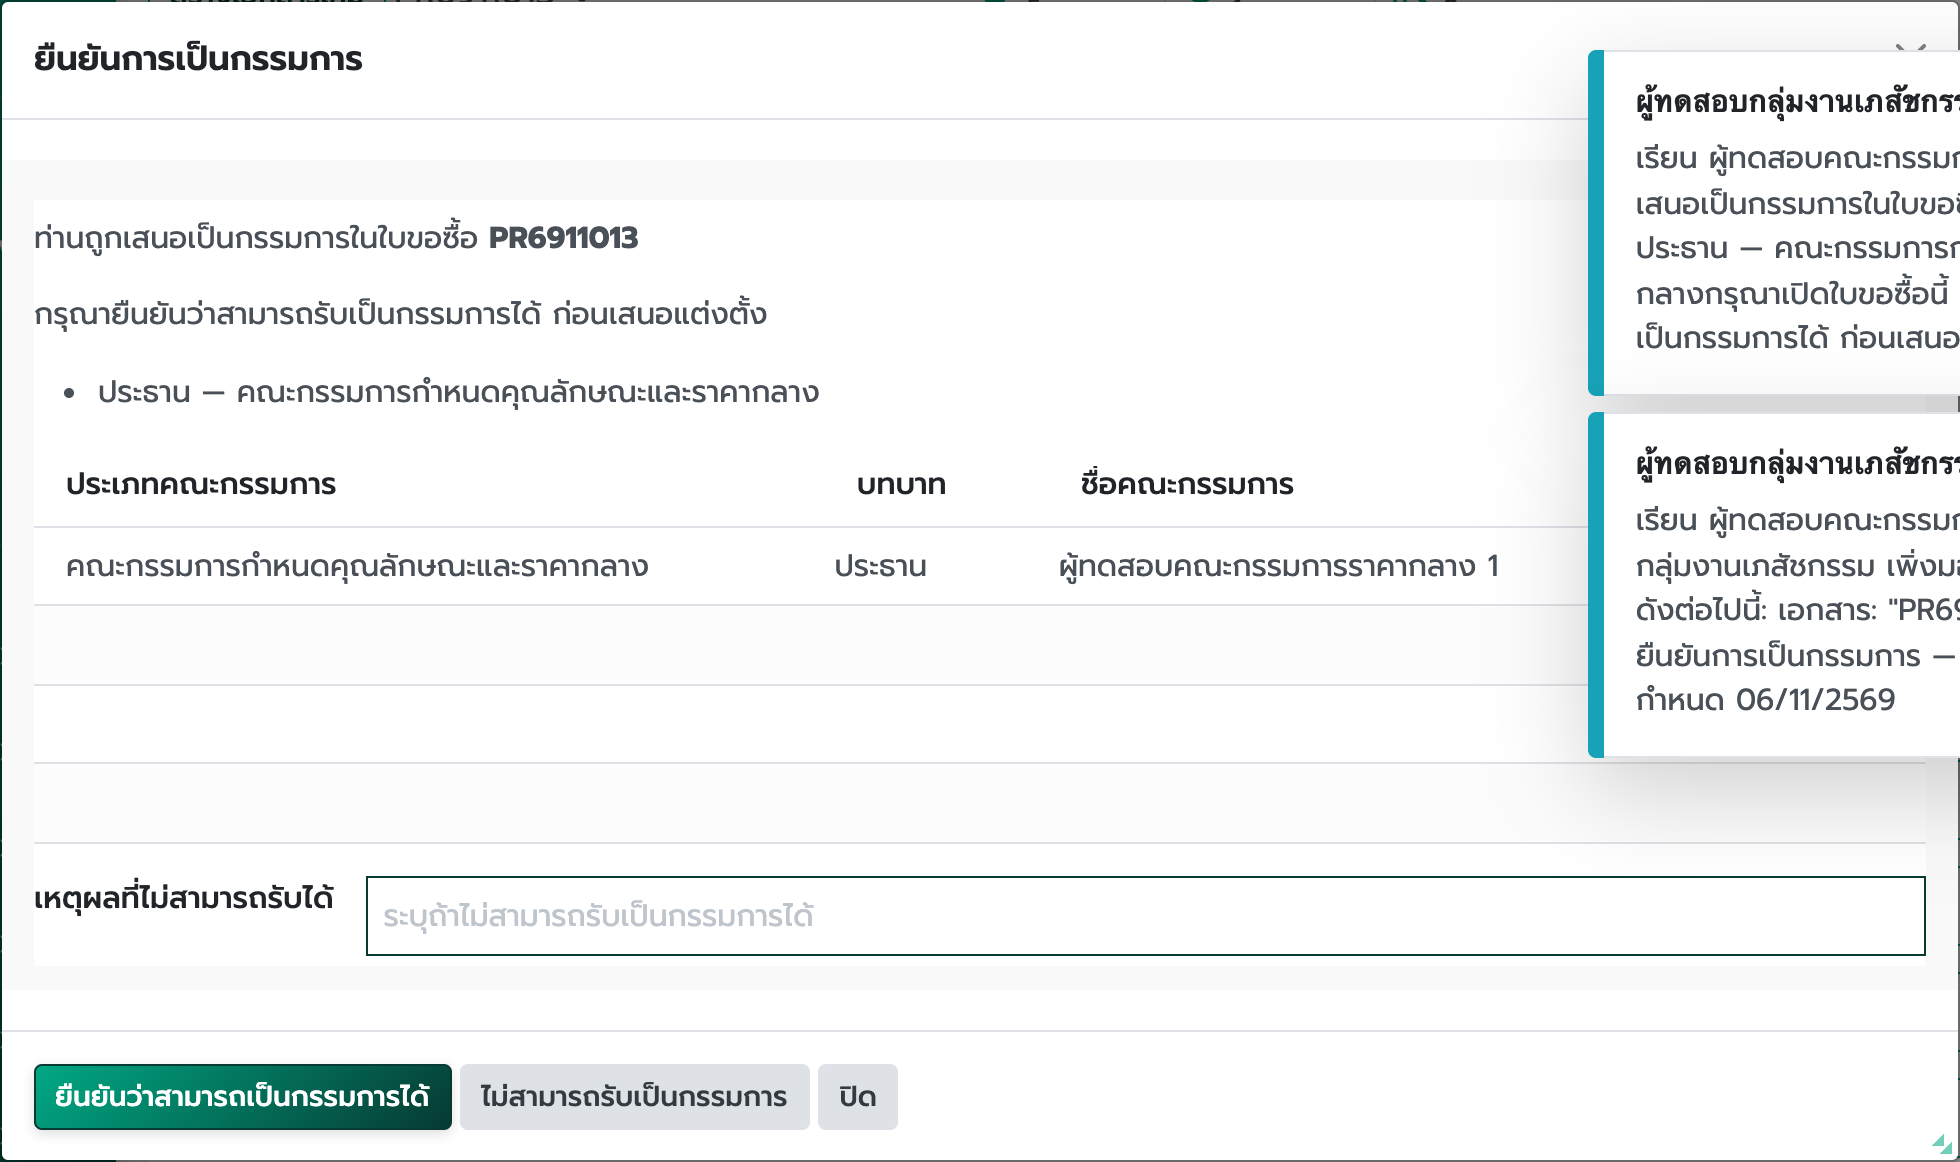 ยืนยันการเป็นกรรมการ
ท่านถูกเสนอเป็นกรรมการในใบขอซื้อ PR6911013
กรุณายืนยันว่าสามารถรับเป็นกรรมการได้ ก่อนเสนอแต่งตั้ง
• ประธาน — คณะกรรมการกำหนดคุณลักษณะและราคากลาง
ประเภทคณะกรรมการ บทบาท ชื่อคณะกรรมการ
คณะกรรมการกำหนดคุณลักษณะและราคากลาง ประธาน ผู้ทดสอบคณะกรรมการราคากลาง 1
เหตุผลที่ไม่สามารถรับได้ ระบุถ้าไม่สามารถรับเป็นกรรมการได้
ยืนยันว่าสามารถเป็นกรรมการได้ ไม่สามารถรับเป็นกรรมการ ปิด
ผู้ทดสอบกลุ่มงานเภสัชกรร
เรียน ผู้ทดสอบคณะกรรมก
เสนอเป็นกรรมการในใบขอซื
ประธาน — คณะกรรมการก
กลางกรุณาเปิดใบขอซื้อนี้
เป็นกรรมการได้ ก่อนเสนอ
ผู้ทดสอบกลุ่มงานเภสัชกรร
เรียน ผู้ทดสอบคณะกรรมก
กลุ่มงานเภสัชกรรม เพิ่งมอ
ดังต่อไปนี้: เอกสาร: "PR69
ยืนยันการเป็นกรรมการ —
กำหนด 06/11/2569